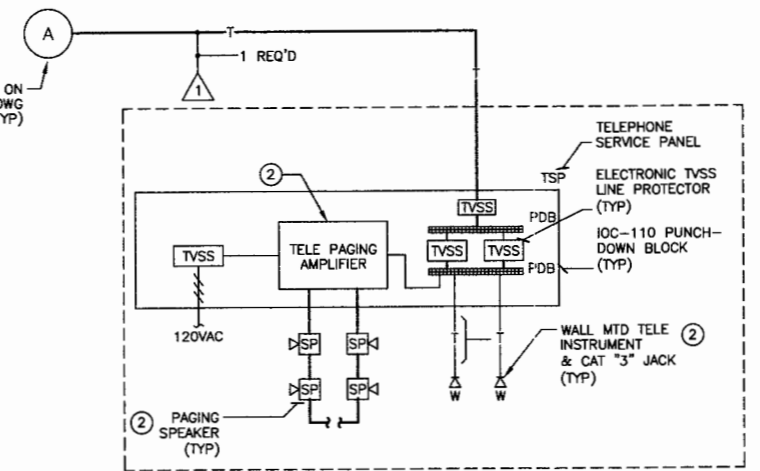 A
T
1 REQ'D
ON
DWG
(TYP)
1
T
TELEPHONE
SERVICE PANEL
TSP
ELECTRONIC TVSS
LINE PROTECTOR
(TYP)
2
TVSS
PDB
TELE PAGING
AMPLIFIER
TVSS
TVSS
TVSS
IOC-110 PUNCH-
DOWN BLOCK
(TYP)
PDB
120VAC
SP
SP
T
T
WALL MTD TELE
INSTRUMENT
& CAT "3" JACK
(TYP)
2
SP
SP
W
W
2
PAGING
SPEAKER
(TYP)